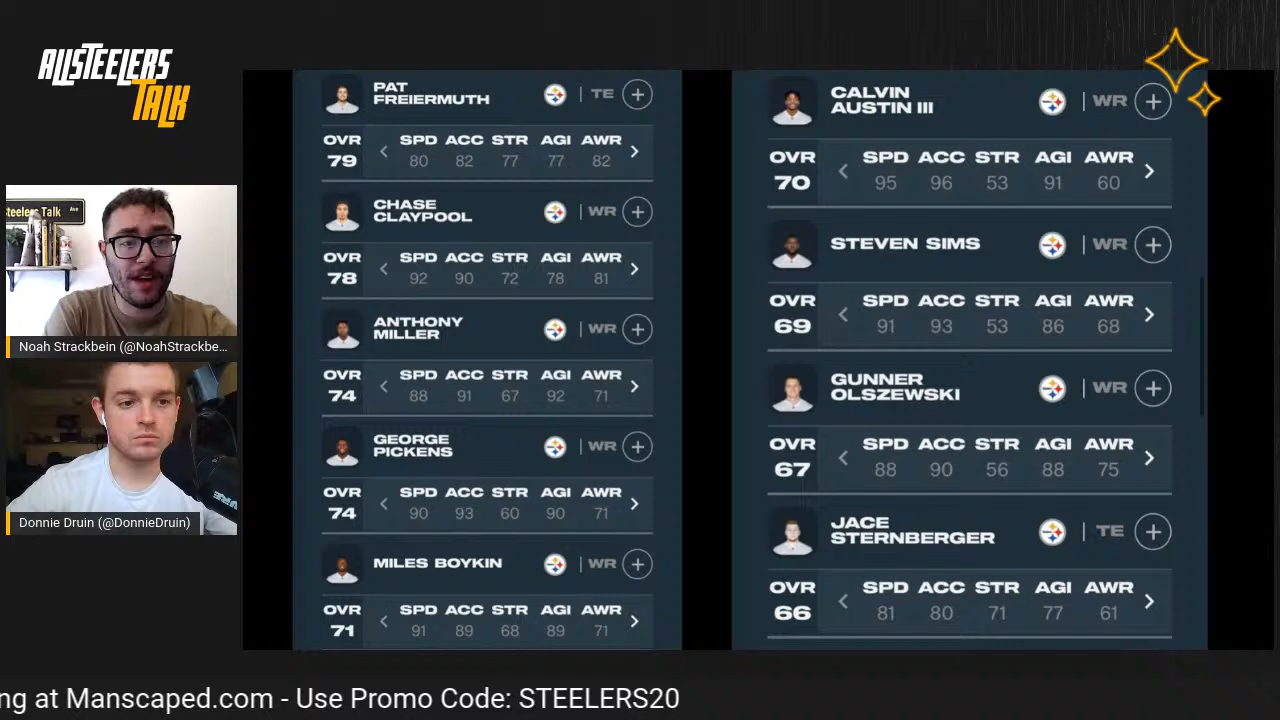 ALLSTEELERS
TALK
Steelers Talk Ave
Noah Strackbein (@NoahStrackbe...
Donnie Druin (@DonnieDruin)
PAT
FREIERMUTH | TE +
OVR SPD ACC STR AGI AWR
79 80 82 77 77 82
CHASE
CLAYPOOL | WR +
OVR SPD ACC STR AGI AWR
78 92 90 72 78 81
ANTHONY
MILLER | WR +
OVR SPD ACC STR AGI AWR
74 88 91 67 92 71
GEORGE
PICKENS | WR +
OVR SPD ACC STR AGI AWR
74 90 93 60 90 71
MILES BOYKIN | WR +
OVR SPD ACC STR AGI AWR
71 91 89 68 89 71
CALVIN
AUSTIN III | WR +
OVR SPD ACC STR AGI AWR
70 95 96 53 91 60
STEVEN SIMS | WR +
OVR SPD ACC STR AGI AWR
69 91 93 53 86 68
GUNNER
OLSZEWSKI | WR +
OVR SPD ACC STR AGI AWR
67 88 90 56 88 75
JACE
STERNBERGER | TE +
OVR SPD ACC STR AGI AWR
66 81 80 71 77 61
ng at Manscaped.com - Use Promo Code: STEELERS20